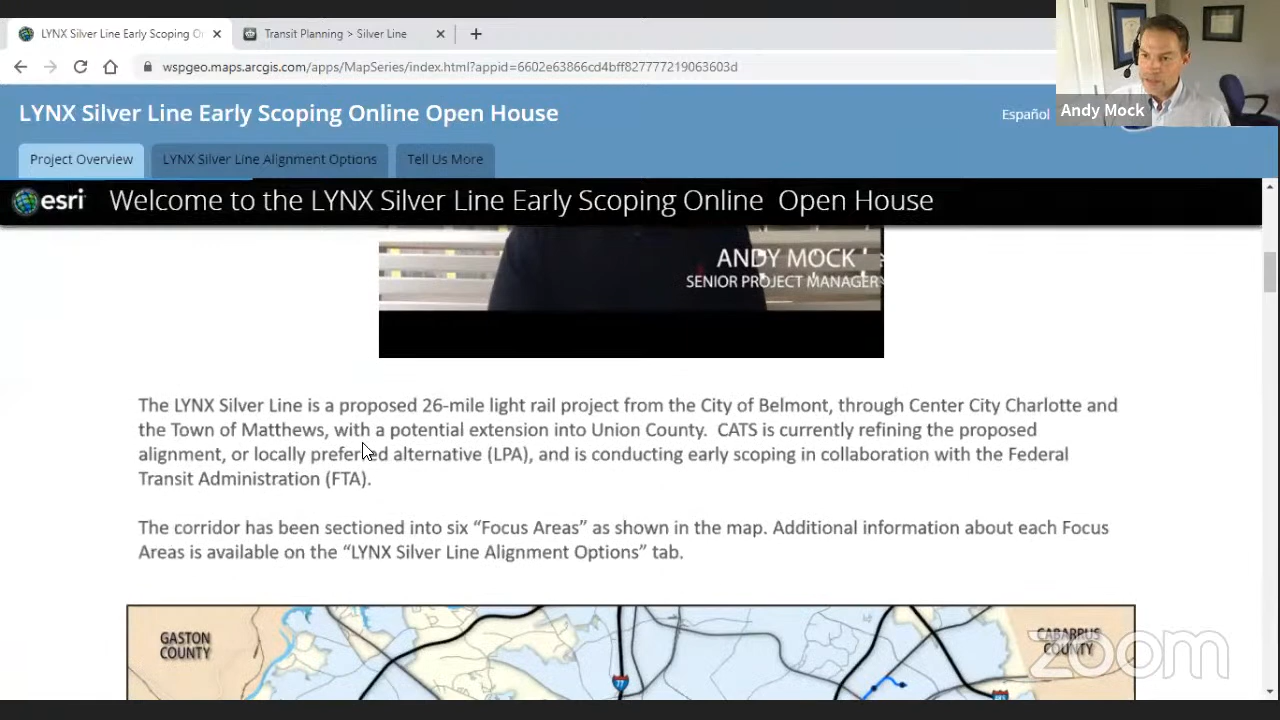 LYNX Silver Line Early Scoping O
Transit Planning > Silver Line
wspgeo.maps.arcgis.com/apps/MapSeries/index.html?appid=6602e63866cd4bff827777219063603d
LYNX Silver Line Early Scoping Online Open House
Español
Andy Mock
Project Overview
LYNX Silver Line Alignment Options
Tell Us More
esri
Welcome to the LYNX Silver Line Early Scoping Online Open House
ANDY MOCK
SENIOR PROJECT MANAGER
The LYNX Silver Line is a proposed 26-mile light rail project from the City of Belmont, through Center City Charlotte and
the Town of Matthews, with a potential extension into Union County. CATS is currently refining the proposed
alignment, or locally preferred alternative (LPA), and is conducting early scoping in collaboration with the Federal
Transit Administration (FTA).
The corridor has been sectioned into six “Focus Areas” as shown in the map. Additional information about each Focus
Areas is available on the “LYNX Silver Line Alignment Options” tab.
GASTON
COUNTY
CABARRUS
COUNTY
77
zoom